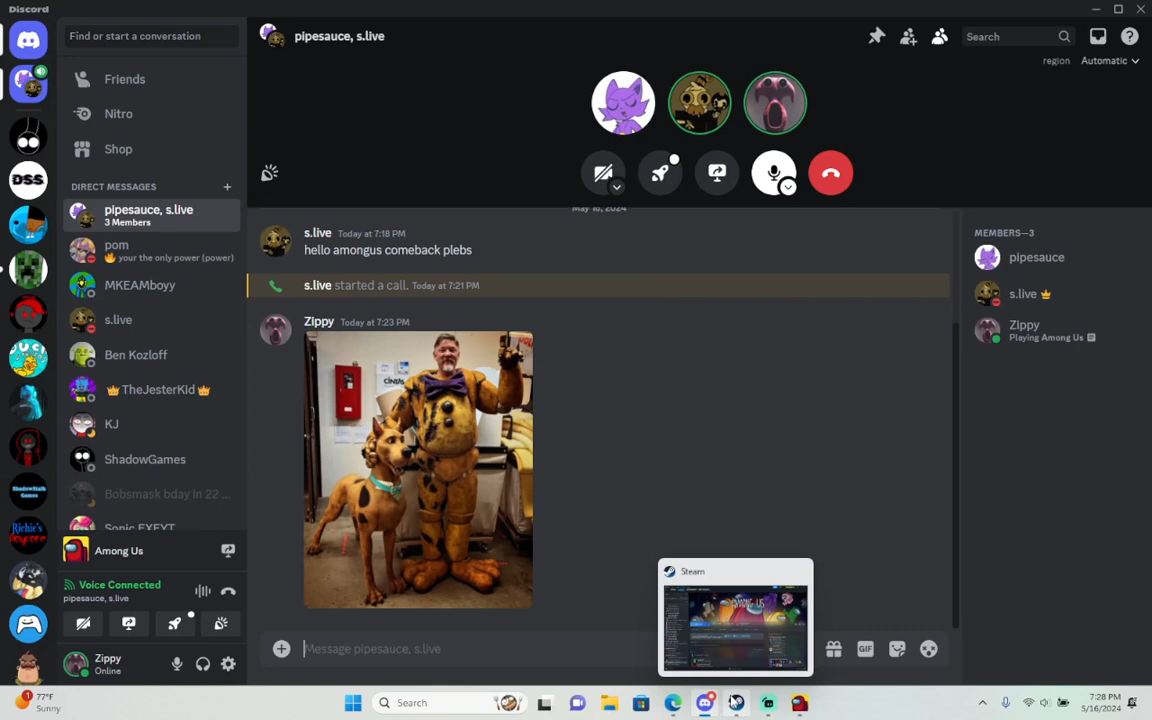 Discord
Find or start a conversation
pipesauce, s.live
Search
region Automatic
Friends
Nitro
Shop
DIRECT MESSAGES
pipesauce, s.live
3 Members
pom
your the only power (power)
MKEAMboyy
s.live
Ben Kozloff
TheJesterKid
KJ
ShadowGames
Bobsmask bday in 22 ...
Sonic EXEYT
Among Us
Voice Connected
pipesauce, s.live
Zippy
Online
s.live Today at 7:18 PM
hello amongus comeback plebs
s.live started a call. Today at 7:21 PM
Zippy Today at 7:23 PM
Message pipesauce, s.live
GIF
MEMBERS—3
pipesauce
s.live
Zippy
Playing Among Us
Steam
AMONG US
DSS
77°F
Sunny
Search
7:28 PM
5/16/2024